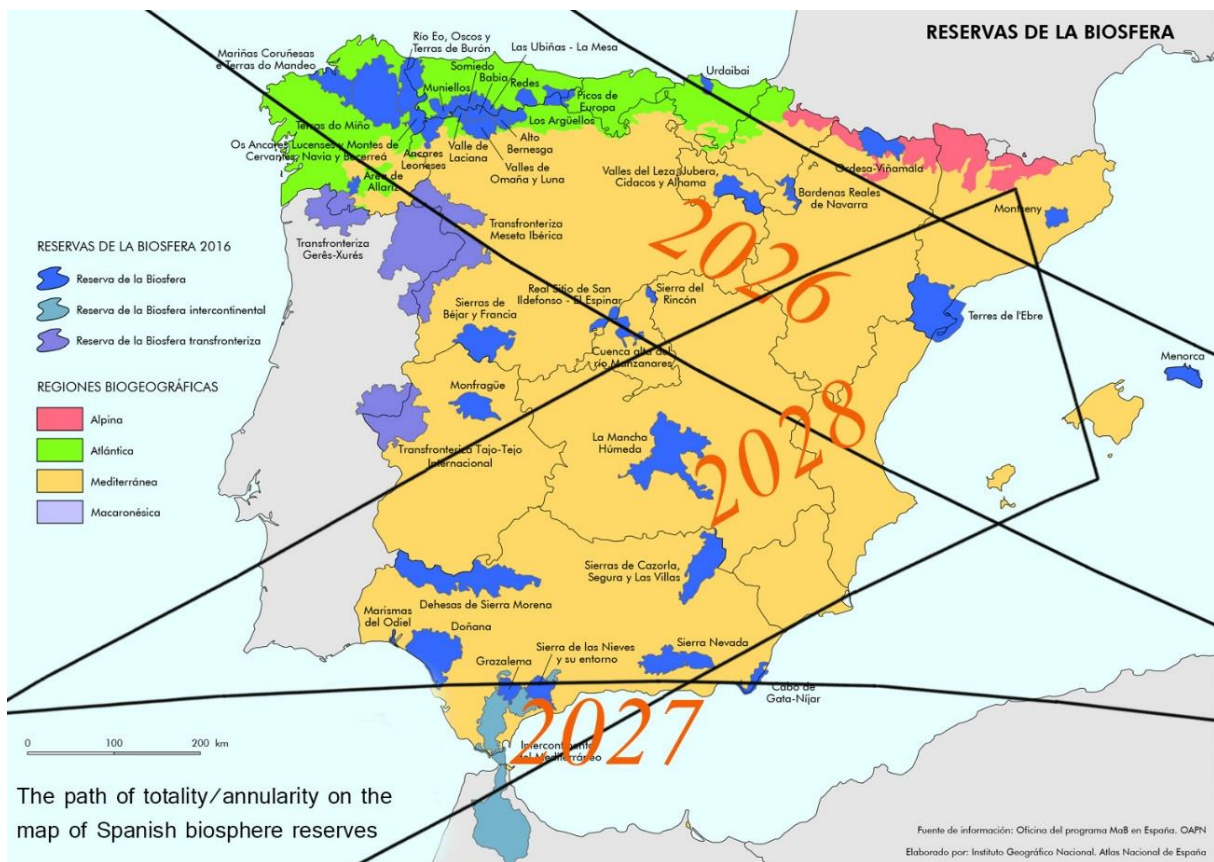 RESERVAS DE LA BIOSFERA
Río Eo, Oscos y
Terras de Burón
Las Ubiñas - La Mesa
Mariñas Coruñesas
e Terras do Mandeo
Somiedo
Babia
Redes
Muniellos
Picos de
Europa
Urdaibai
Terras do Miño
Los Argüellos
Os Ancares Lucenses y Montes de
Cervantes, Navia y Becerreá
Ancares
Leoneses
Valle de
Laciana
Alto
Bernesga
Valles de
Omaña y Luna
Área de
Allariz
Valles del Leza, Jubera,
Cidacos y Alhama
Ordesa-Viñamala
Bardenas Reales
de Navarra
Montseny
Transfronteriza
Gerês-Xurés
Transfronteriza
Meseta Ibérica
2026
RESERVAS DE LA BIOSFERA 2016
Reserva de la Biosfera
Reserva de la Biosfera intercontinental
Reserva de la Biosfera transfronteriza
Real Sitio de San
Ildefonso - El Espinar
Sierra del
Rincón
Sierras de
Béjar y Francia
Cuenca alta del
río Manzanares
Terres de l'Ebre
Menorca
REGIONES BIOGEOGRÁFICAS
Alpina
Atlántica
Mediterránea
Macaronésica
Monfragüe
Transfronteriza Tajo-Tejo
Internacional
La Mancha
Húmeda
2028
Sierras de Cazorla,
Segura y Las Villas
Dehesas de Sierra Morena
Marismas
del Odiel
Doñana
Grazalema
Sierra de las Nieves
y su entorno
Sierra Nevada
Cabo de
Gata-Níjar
2027
Intercontinental
del Mediterráneo
0 100 200 km
The path of totality/annularity on the
map of Spanish biosphere reserves
Fuente de información: Oficina del programa MaB en España. OAPN
Elaborado por: Instituto Geográfico Nacional. Atlas Nacional de España